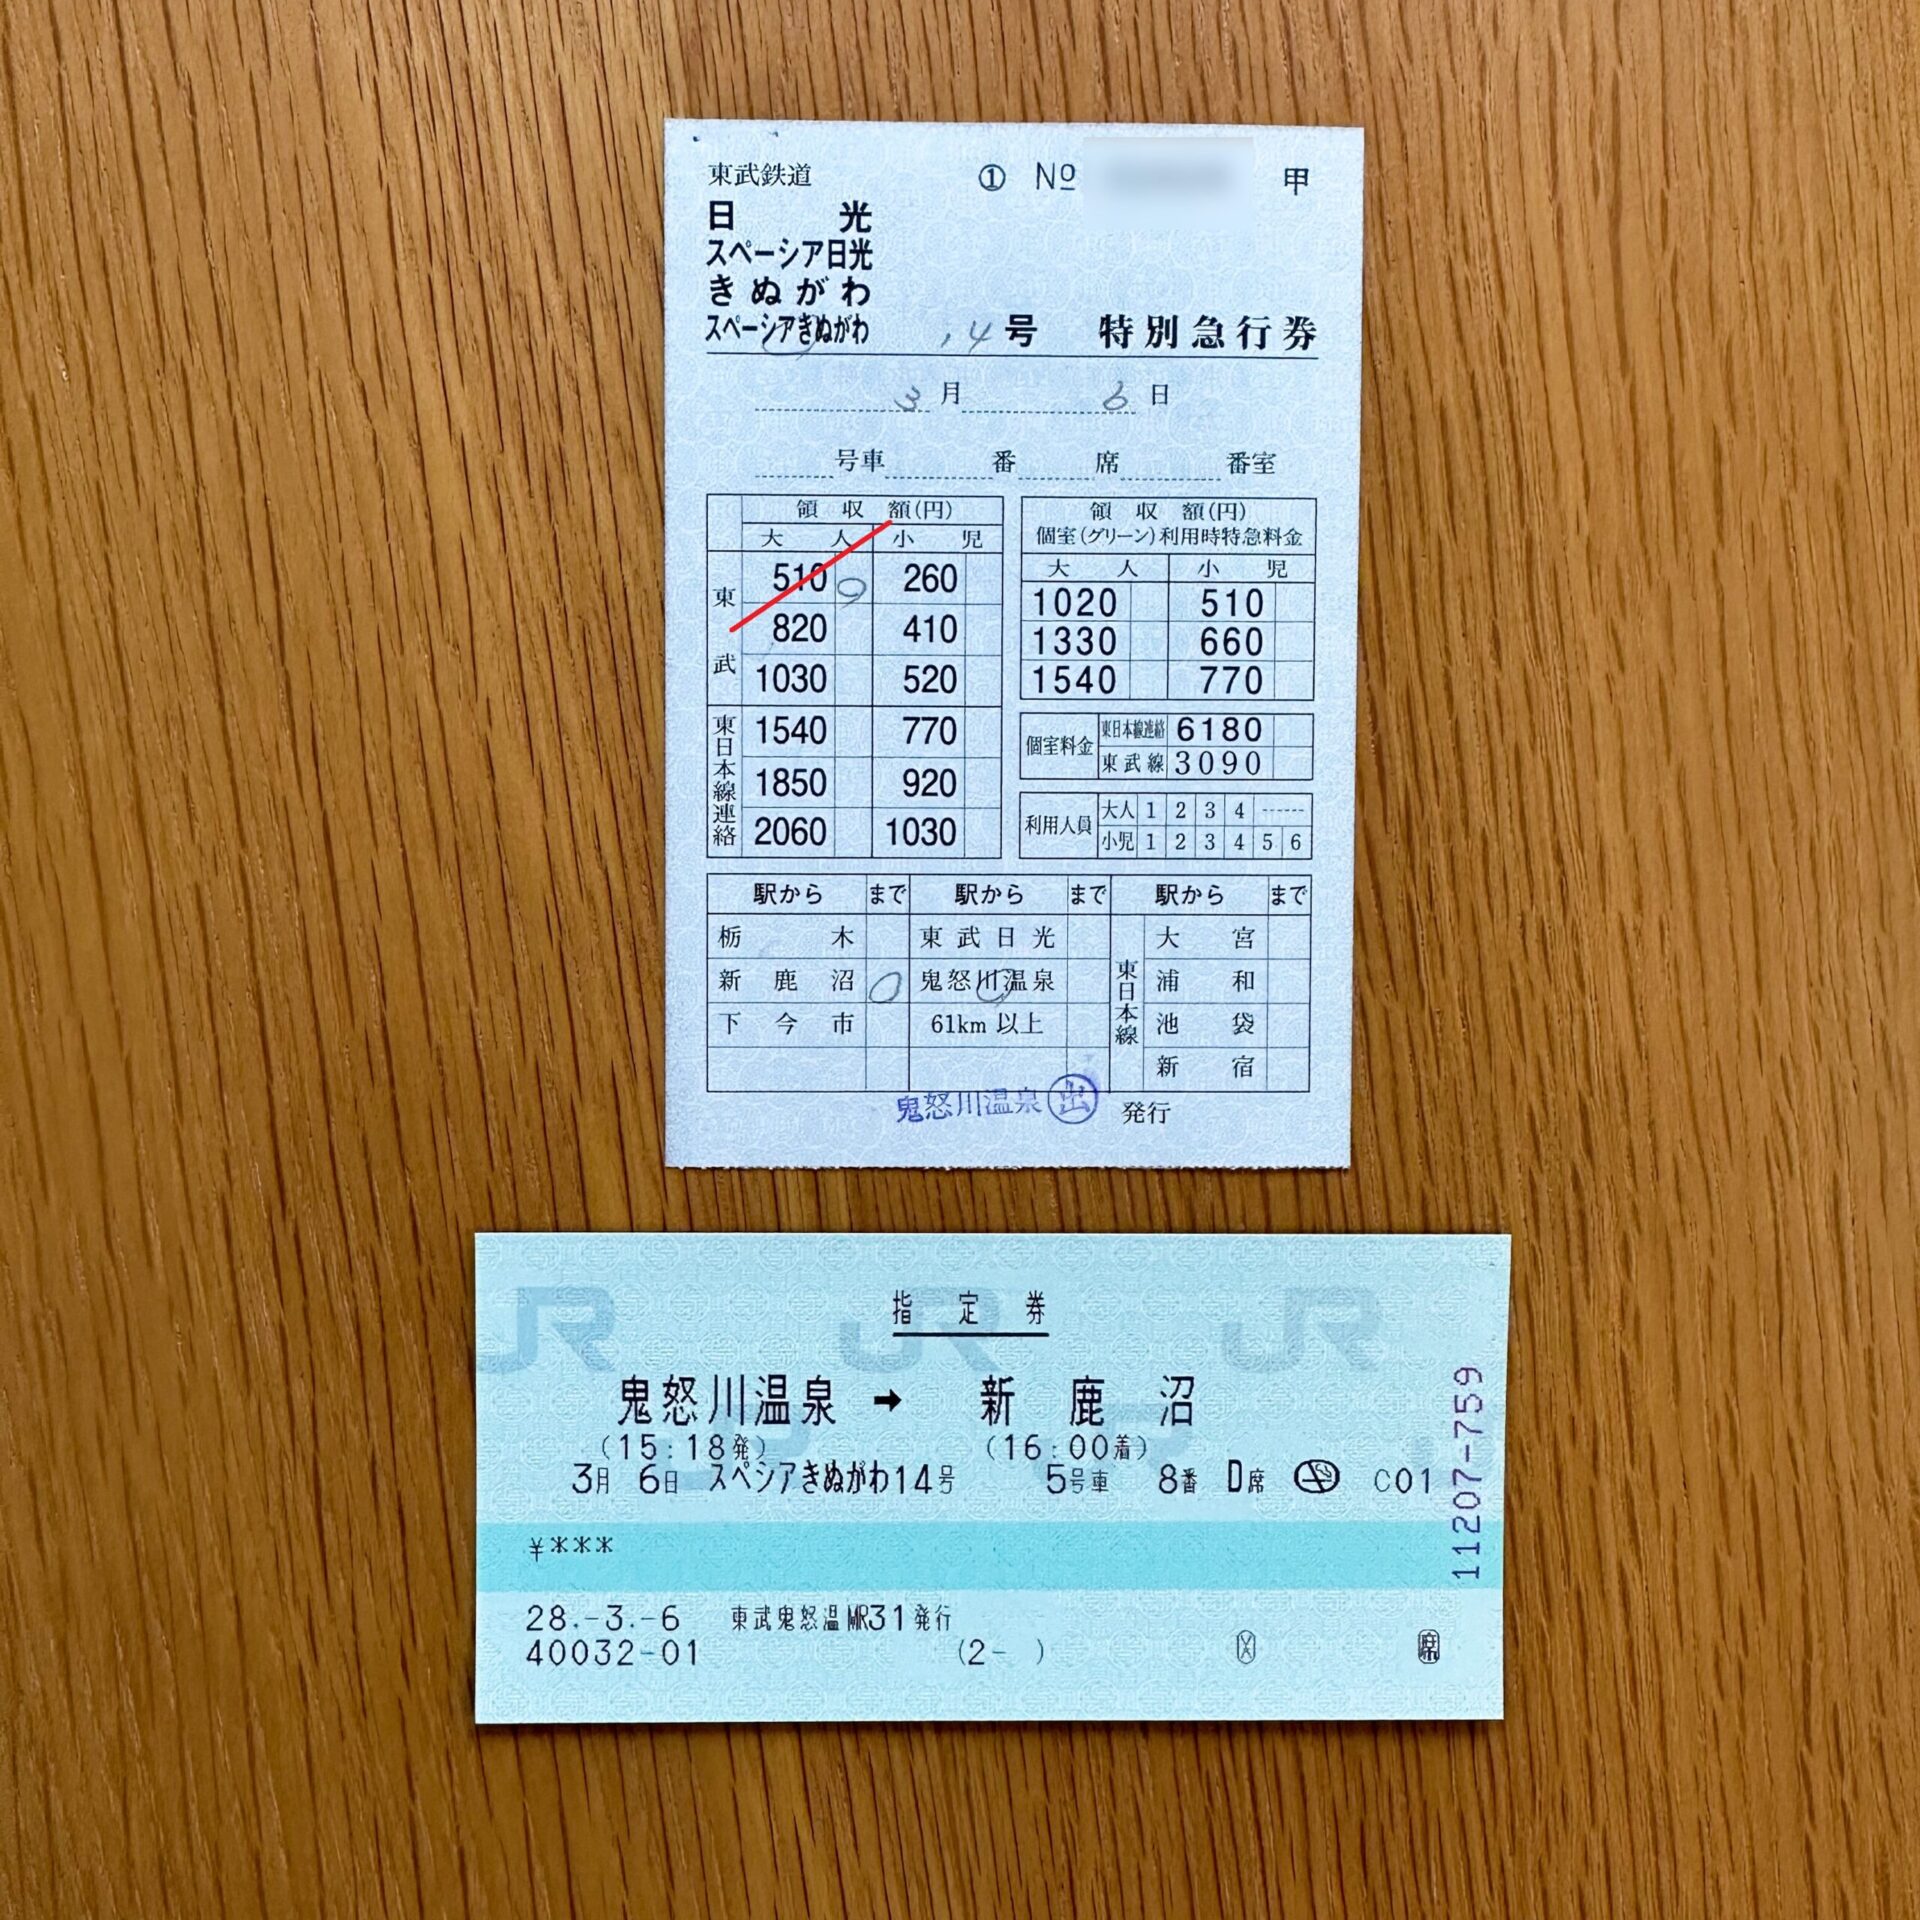 東武鉄道 ① № 甲
日光
スペーシア日光
きぬがわ
スペーシアきぬがわ 14号 特別急行券
3月 6日
号車 番 席 番室
領収額(円)
大人 小児
東武
510 260
820 410
1030 520
東日本線連絡
1540 770
1850 920
2060 1030
領収額(円)
個室(グリーン)利用時特急料金
大人 小児
1020 510
1330 660
1540 770
個室料金 東日本線連絡 6180
東武線 3090
利用人員 大人 1 2 3 4 ------
小児 1 2 3 4 5 6
駅から まで 駅から まで 駅から まで
栃木 東武日光 東日本線 大宮
新鹿沼 鬼怒川温泉 浦和
下今市 61km以上 池袋
新宿
鬼怒川温泉 出 発行
指定券
鬼怒川温泉 ➡ 新鹿沼
(15:18発) (16:00着)
3月 6日 スペシアきぬがわ14号 5号車 8番 D席 C01
¥***
28.-3.-6 東武鬼怒温MR31発行
40032-01 (2- ) 席
11207-759
JR JR JR